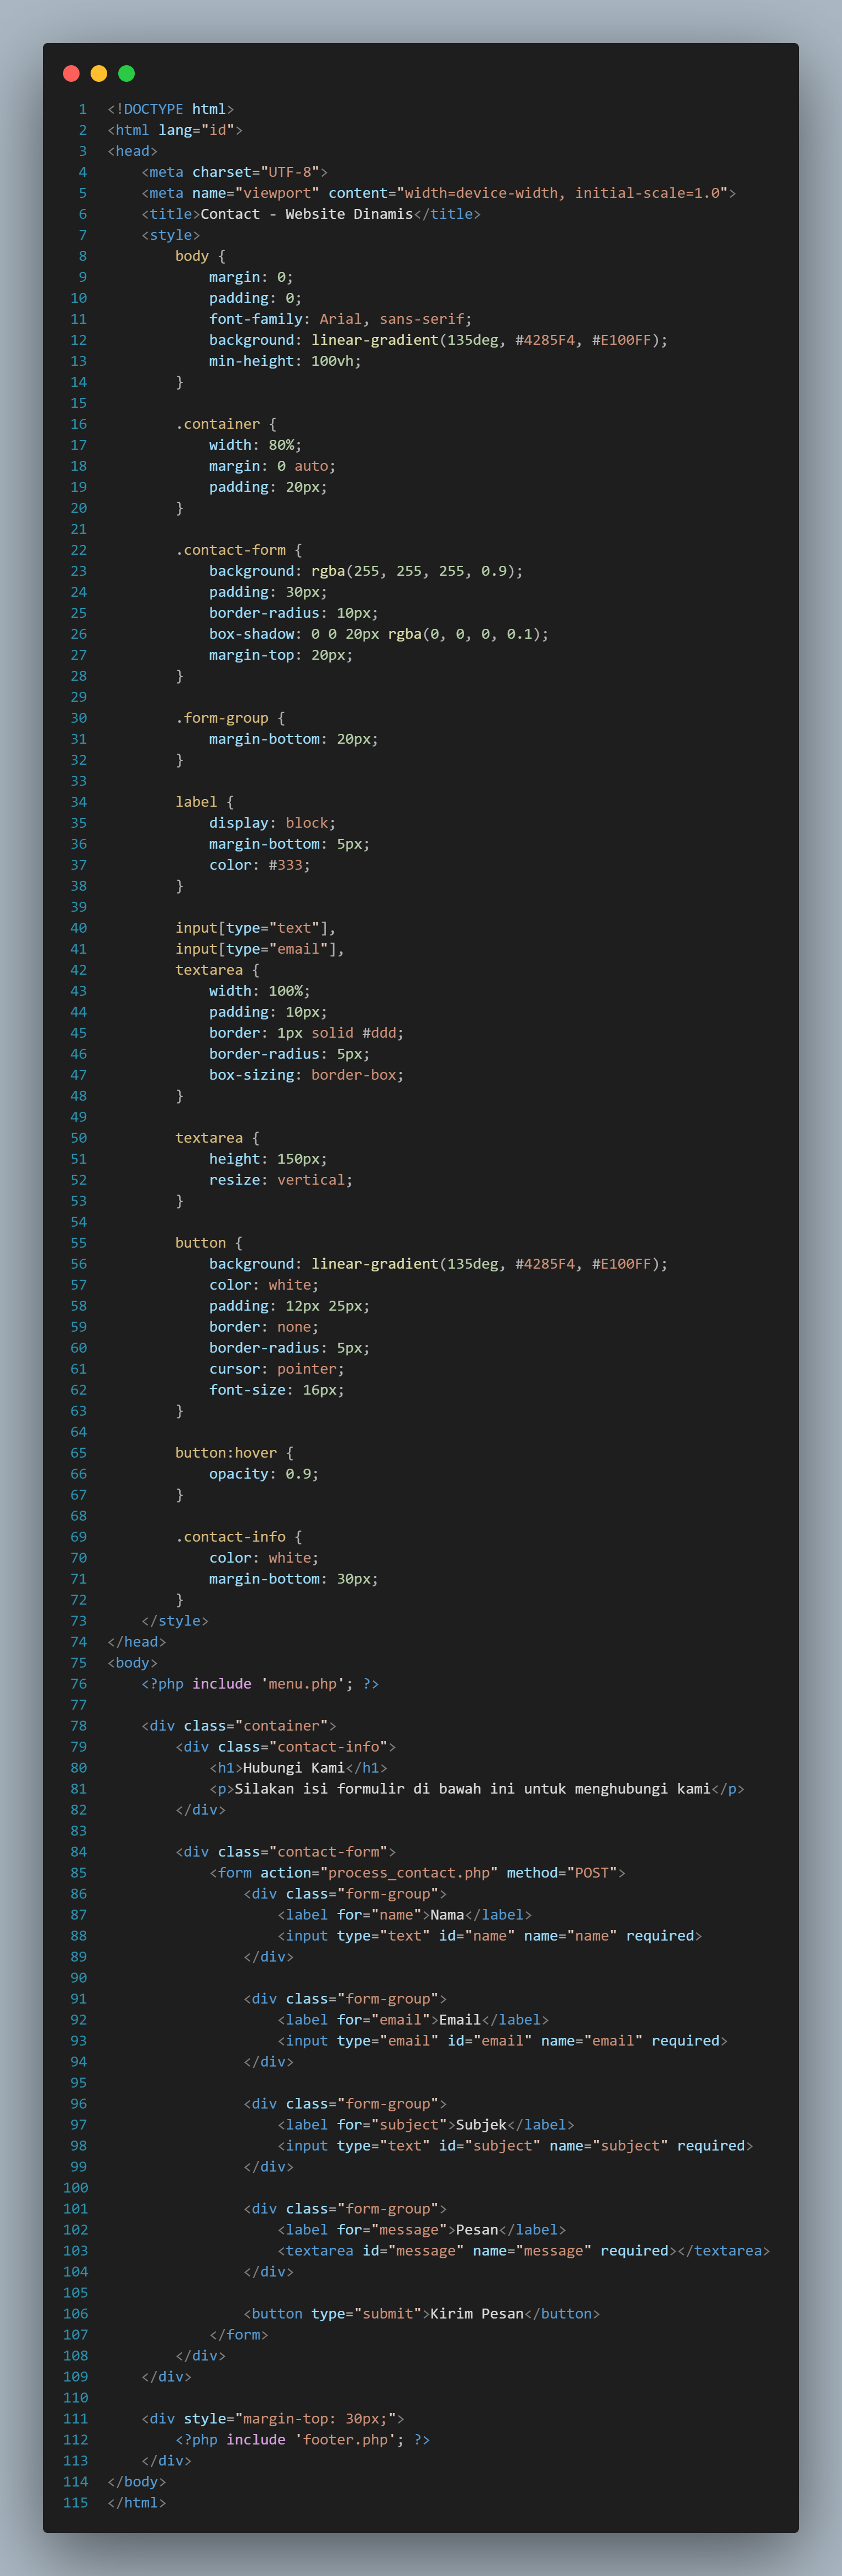 1 <!DOCTYPE html>
2 <html lang="id">
3 <head>
4     <meta charset="UTF-8">
5     <meta name="viewport" content="width=device-width, initial-scale=1.0">
6     <title>Contact - Website Dinamis</title>
7     <style>
8         body {
9             margin: 0;
10             padding: 0;
11             font-family: Arial, sans-serif;
12             background: linear-gradient(135deg, #4285F4, #E100FF);
13             min-height: 100vh;
14         }
15
16         .container {
17             width: 80%;
18             margin: 0 auto;
19             padding: 20px;
20         }
21
22         .contact-form {
23             background: rgba(255, 255, 255, 0.9);
24             padding: 30px;
25             border-radius: 10px;
26             box-shadow: 0 0 20px rgba(0, 0, 0, 0.1);
27             margin-top: 20px;
28         }
29
30         .form-group {
31             margin-bottom: 20px;
32         }
33
34         label {
35             display: block;
36             margin-bottom: 5px;
37             color: #333;
38         }
39
40         input[type="text"],
41         input[type="email"],
42         textarea {
43             width: 100%;
44             padding: 10px;
45             border: 1px solid #ddd;
46             border-radius: 5px;
47             box-sizing: border-box;
48         }
49
50         textarea {
51             height: 150px;
52             resize: vertical;
53         }
54
55         button {
56             background: linear-gradient(135deg, #4285F4, #E100FF);
57             color: white;
58             padding: 12px 25px;
59             border: none;
60             border-radius: 5px;
61             cursor: pointer;
62             font-size: 16px;
63         }
64
65         button:hover {
66             opacity: 0.9;
67         }
68
69         .contact-info {
70             color: white;
71             margin-bottom: 30px;
72         }
73     </style>
74 </head>
75 <body>
76     <?php include 'menu.php'; ?>
77
78     <div class="container">
79         <div class="contact-info">
80             <h1>Hubungi Kami</h1>
81             <p>Silakan isi formulir di bawah ini untuk menghubungi kami</p>
82         </div>
83
84         <div class="contact-form">
85             <form action="process_contact.php" method="POST">
86                 <div class="form-group">
87                     <label for="name">Nama</label>
88                     <input type="text" id="name" name="name" required>
89                 </div>
90
91                 <div class="form-group">
92                     <label for="email">Email</label>
93                     <input type="email" id="email" name="email" required>
94                 </div>
95
96                 <div class="form-group">
97                     <label for="subject">Subjek</label>
98                     <input type="text" id="subject" name="subject" required>
99                 </div>
100
101                 <div class="form-group">
102                     <label for="message">Pesan</label>
103                     <textarea id="message" name="message" required></textarea>
104                 </div>
105
106                 <button type="submit">Kirim Pesan</button>
107             </form>
108         </div>
109     </div>
110
111     <div style="margin-top: 30px;">
112         <?php include 'footer.php'; ?>
113     </div>
114 </body>
115 </html>